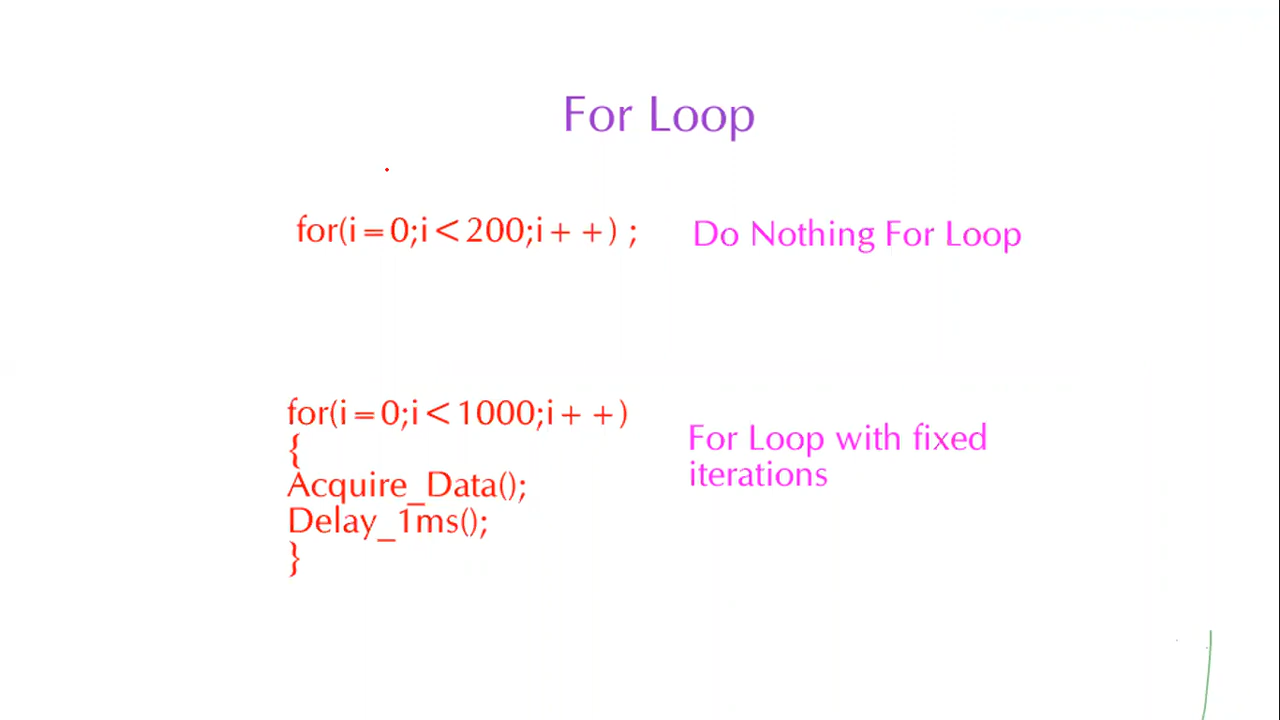 For Loop
for(i=0;i<200;i++) ; Do Nothing For Loop
for(i=0;i<1000;i++)
{
Acquire_Data();
Delay_1ms();
}
For Loop with fixed
iterations